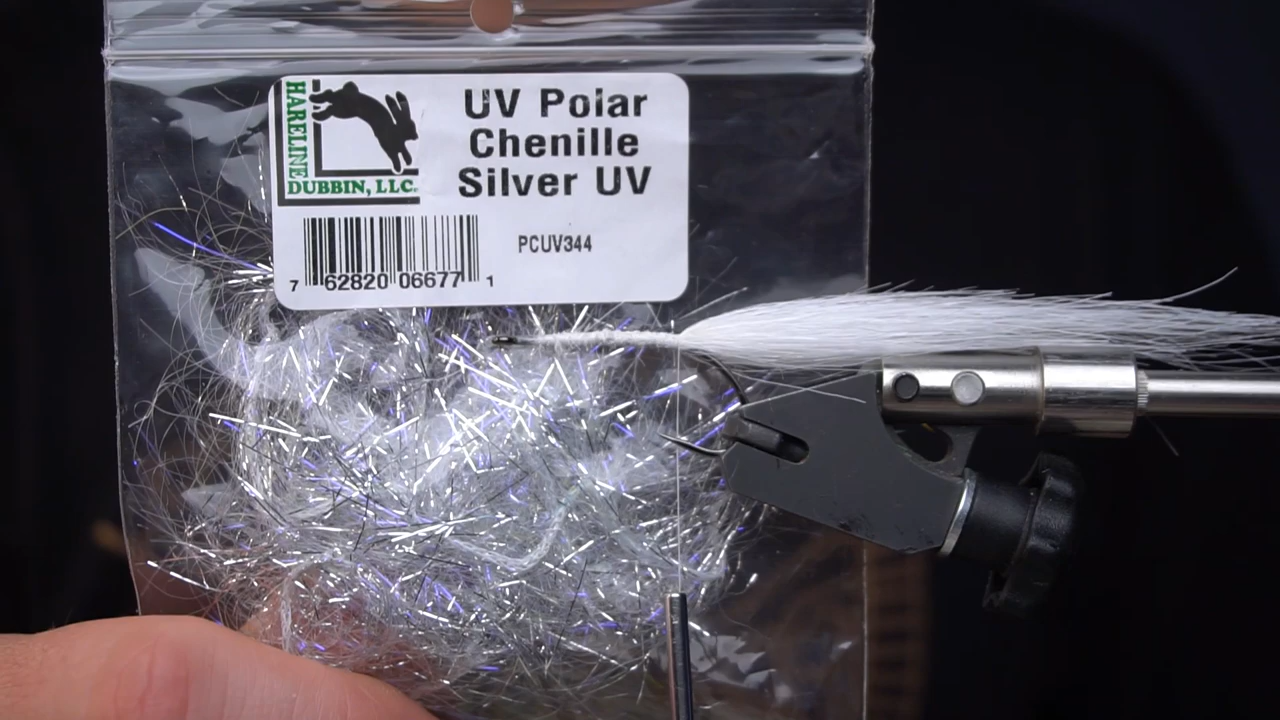 HARELINE
DUBBIN, LLC.
UV Polar
Chenille
Silver UV
PCUV344
7 62820 06677 1